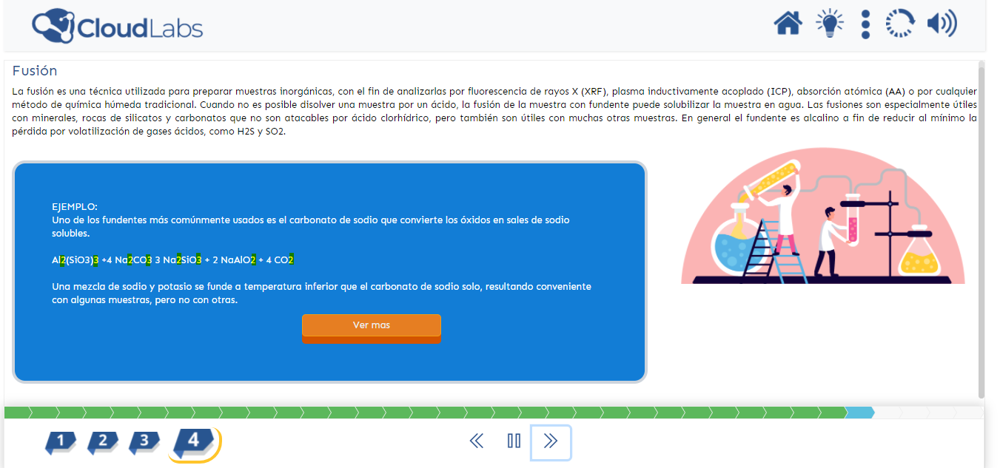 CloudLabs
Fusión
La fusión es una técnica utilizada para preparar muestras inorgánicas, con el fin de analizarlas por fluorescencia de rayos X (XRF), plasma inductivamente acoplado (ICP), absorción atómica (AA) o por cualquier
método de química húmeda tradicional. Cuando no es posible disolver una muestra por un ácido, la fusión de la muestra con fundente puede solubilizar la muestra en agua. Las fusiones son especialmente útiles
con minerales, rocas de silicatos y carbonatos que no son atacables por ácido clorhídrico, pero también son útiles con muchas otras muestras. En general el fundente es alcalino a fin de reducir al mínimo la
pérdida por volatilización de gases ácidos, como H2S y SO2.
EJEMPLO:
Uno de los fundentes más comúnmente usados es el carbonato de sodio que convierte los óxidos en sales de sodio
solubles.
Al2(SiO3)3 +4 Na2CO3 3 Na2SiO3 + 2 NaAlO2 + 4 CO2
Una mezcla de sodio y potasio se funde a temperatura inferior que el carbonato de sodio solo, resultando conveniente
con algunas muestras, pero no con otras.
Ver mas
1 2 3 4